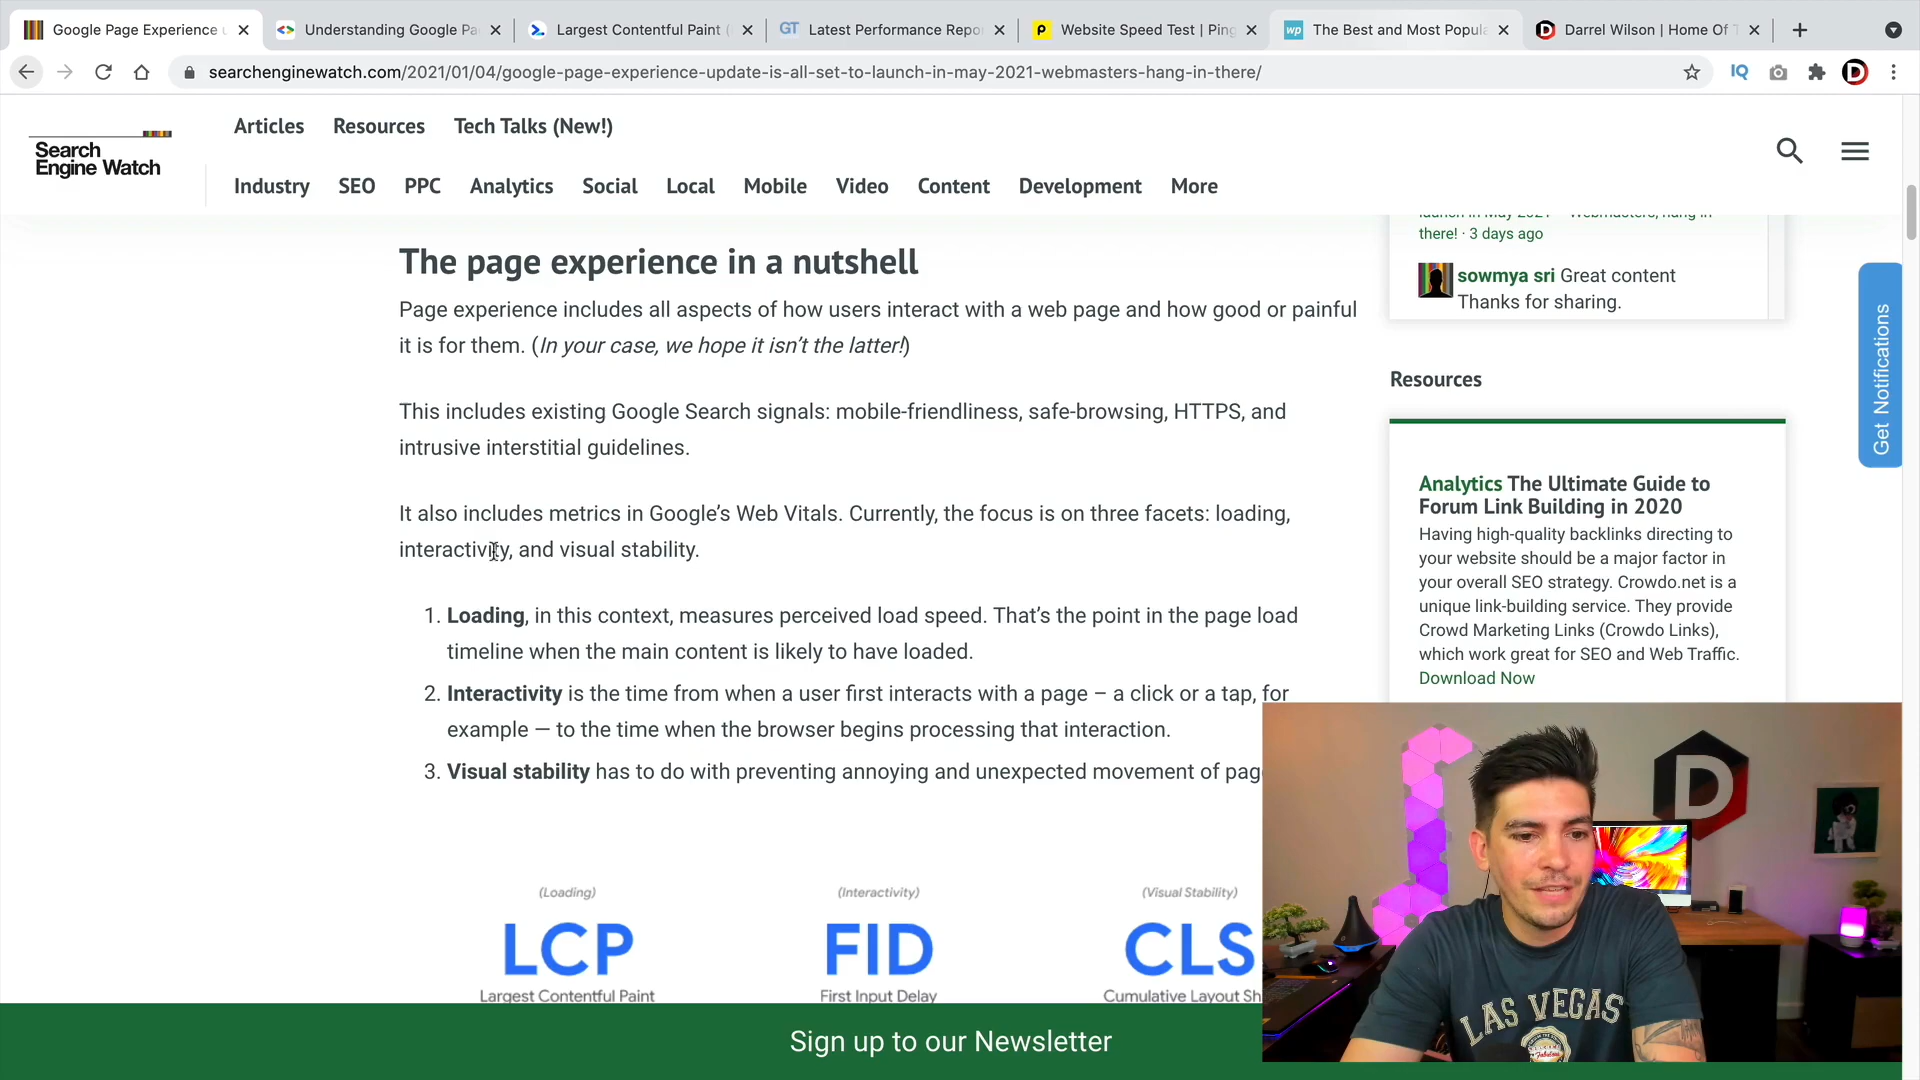 Google Page Experience u
Understanding Google Pa
Largest Contentful Paint (
GT Latest Performance Repo
Website Speed Test | Ping
wp The Best and Most Popula
D Darrel Wilson | Home Of T
searchenginewatch.com/2021/01/04/google-page-experience-update-is-all-set-to-launch-in-may-2021-webmasters-hang-in-there/
IQ
D
Search
Engine Watch
Articles Resources Tech Talks (New!)
Industry SEO PPC Analytics Social Local Mobile Video Content Development More
The page experience in a nutshell
Page experience includes all aspects of how users interact with a web page and how good or painful
it is for them. (In your case, we hope it isn't the latter!)
This includes existing Google Search signals: mobile-friendliness, safe-browsing, HTTPS, and
intrusive interstitial guidelines.
It also includes metrics in Google's Web Vitals. Currently, the focus is on three facets: loading,
interactivity, and visual stability.
1. Loading, in this context, measures perceived load speed. That's the point in the page load
timeline when the main content is likely to have loaded.
2. Interactivity is the time from when a user first interacts with a page – a click or a tap, for
example — to the time when the browser begins processing that interaction.
3. Visual stability has to do with preventing annoying and unexpected movement of pag
(Loading)
LCP
Largest Contentful Paint
(Interactivity)
FID
First Input Delay
(Visual Stability)
CLS
Cumulative Layout Sh
launch in May 2021 – Webmasters, hang in
there! · 3 days ago
sowmya sri Great content
Thanks for sharing.
Resources
Analytics The Ultimate Guide to
Forum Link Building in 2020
Having high-quality backlinks directing to
your website should be a major factor in
your overall SEO strategy. Crowdo.net is a
unique link-building service. They provide
Crowd Marketing Links (Crowdo Links),
which work great for SEO and Web Traffic.
Download Now
Get Notifications
D
LAS VEGAS
Fabulous
Sign up to our Newsletter